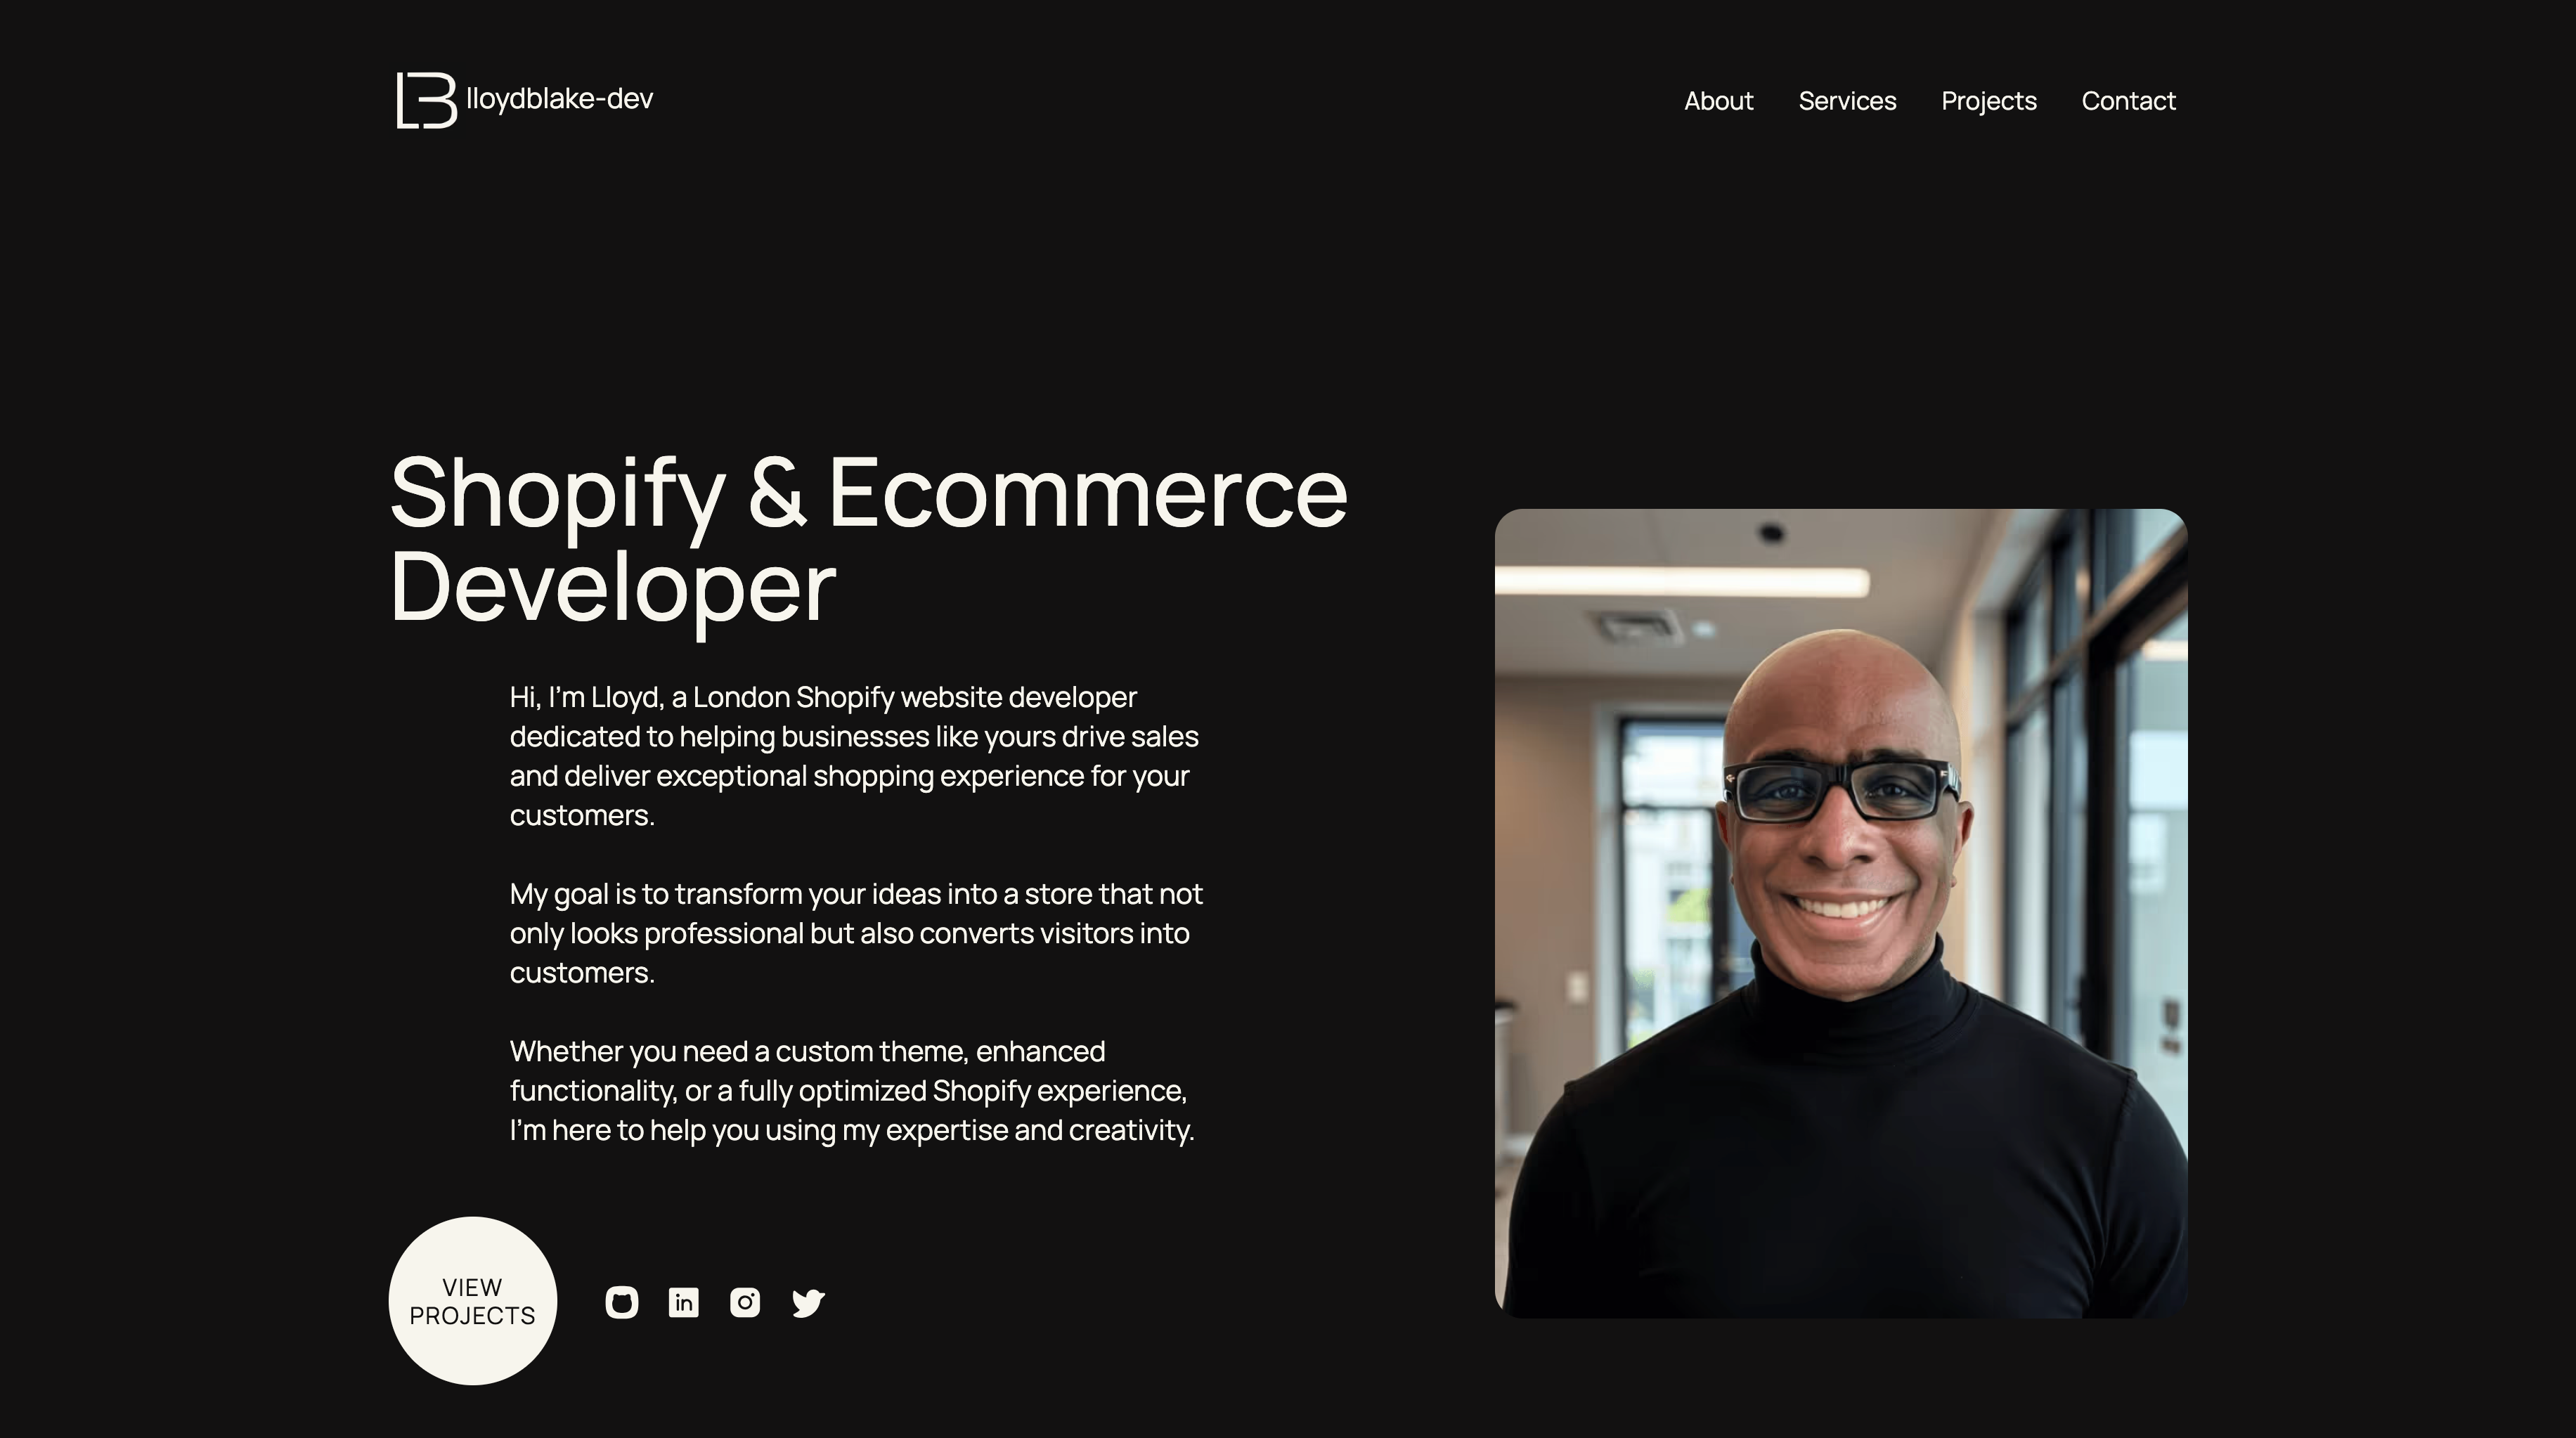 LB lloydblake-dev
About Services Projects Contact
Shopify & Ecommerce
Developer
Hi, I'm Lloyd, a London Shopify website developer
dedicated to helping businesses like yours drive sales
and deliver exceptional shopping experience for your
customers.
My goal is to transform your ideas into a store that not
only looks professional but also converts visitors into
customers.
Whether you need a custom theme, enhanced
functionality, or a fully optimized Shopify experience,
I'm here to help you using my expertise and creativity.
VIEW
PROJECTS
in